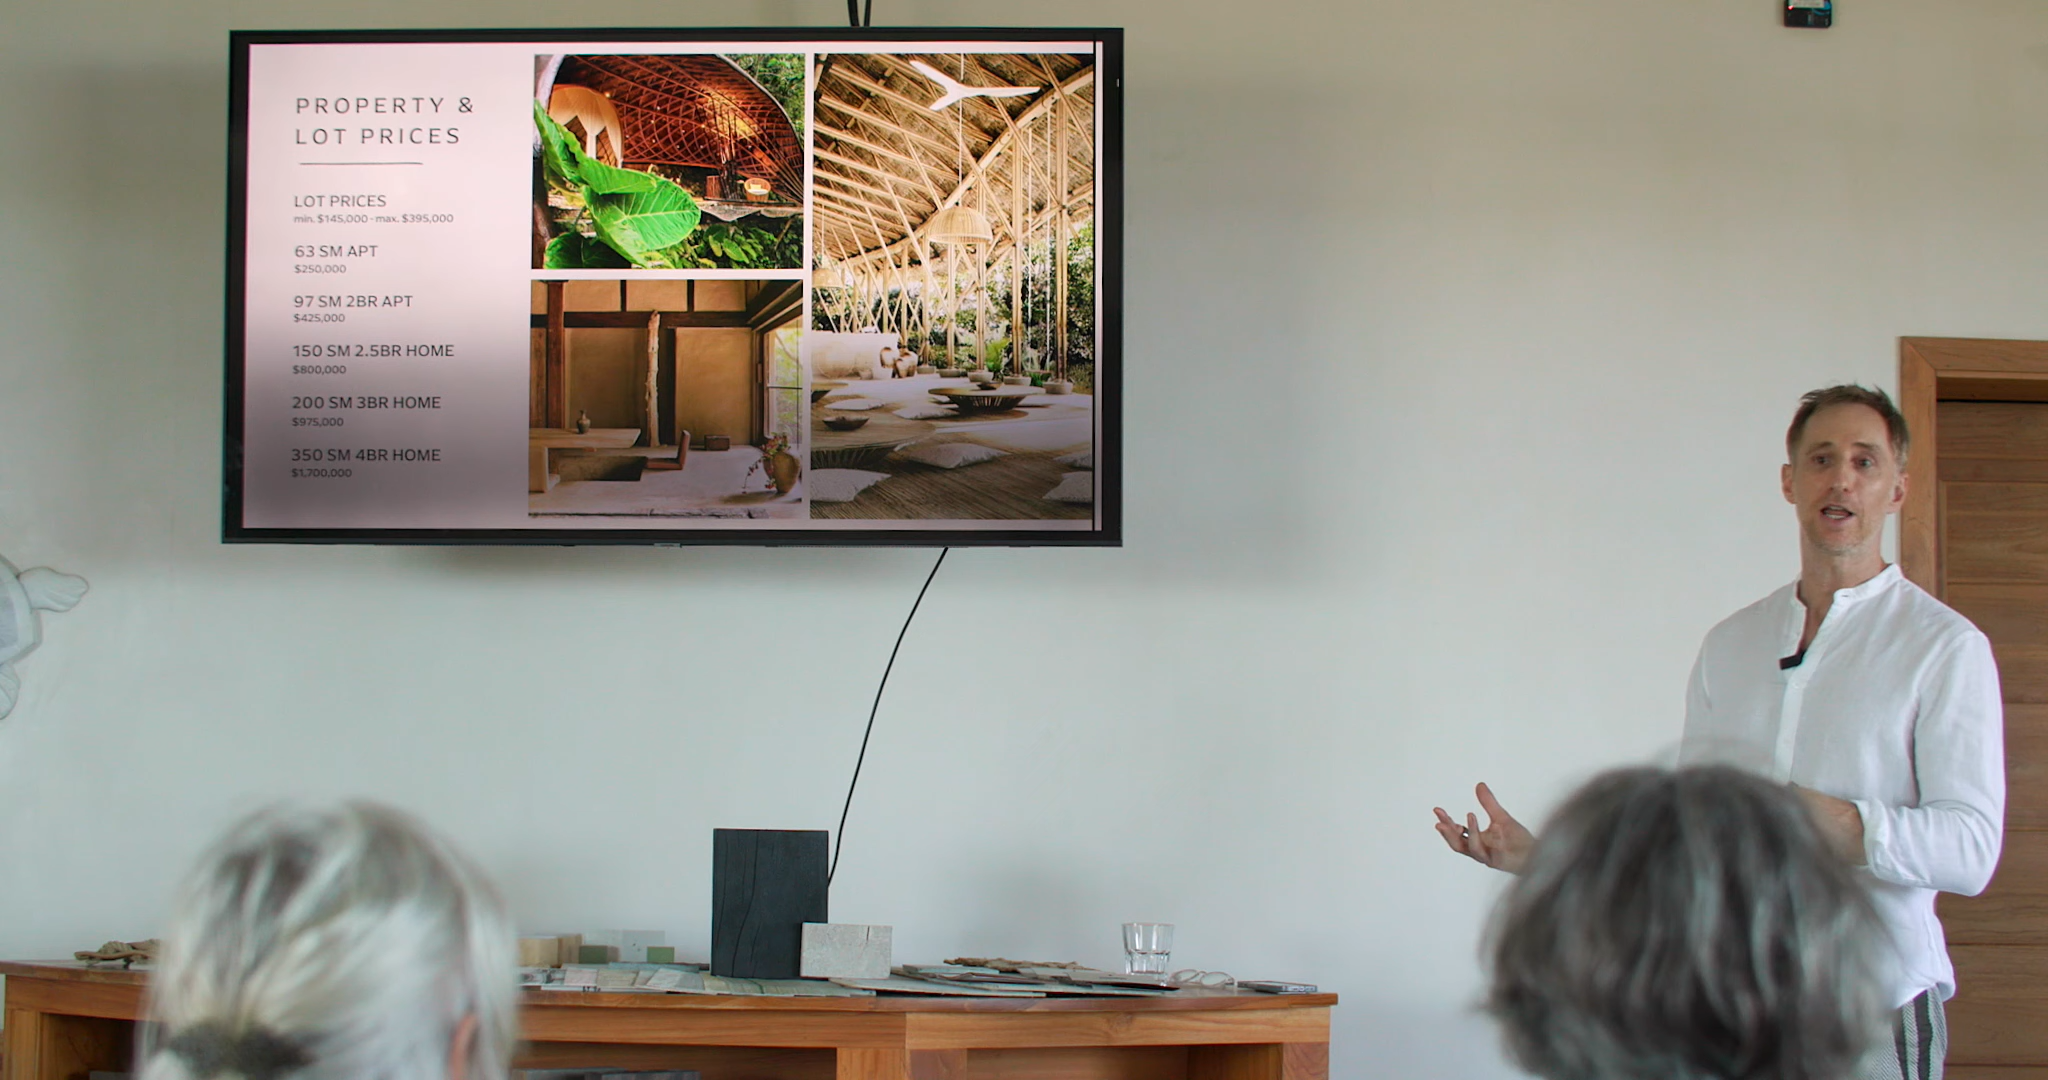 PROPERTY &
LOT PRICES
LOT PRICES
min. $145,000 - max. $395,000
63 SM APT
$250,000
97 SM 2BR APT
$425,000
150 SM 2.5BR HOME
$800,000
200 SM 3BR HOME
$975,000
350 SM 4BR HOME
$1,700,000